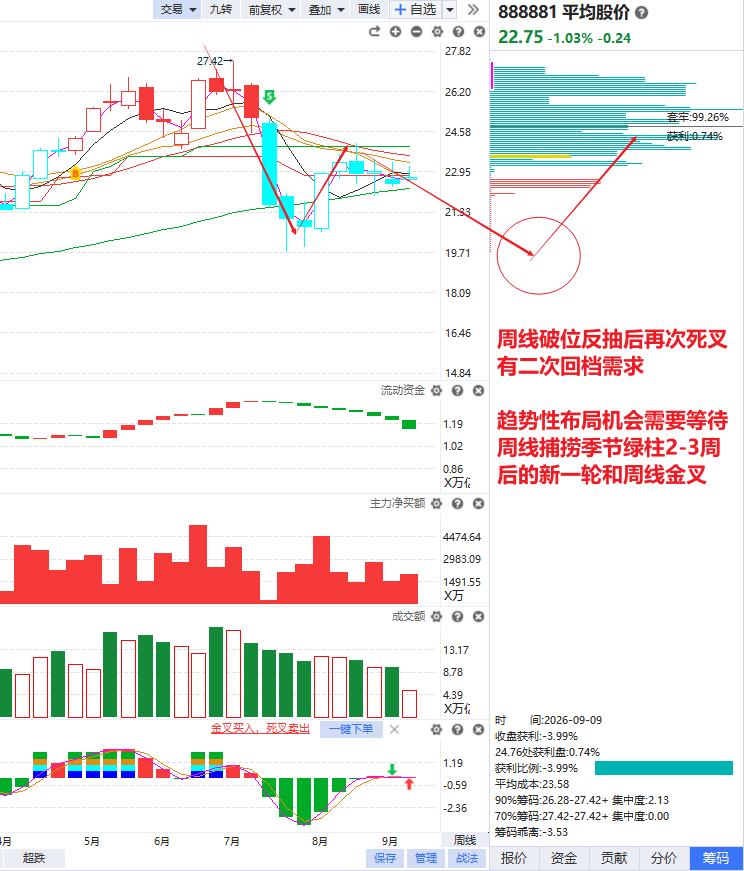 交易 九转 前复权 叠加 画线 自选
888881 平均股价
22.75 -1.03% -0.24
27.42
27.82
26.20
24.58
22.95
21.33
19.71
18.09
16.46
14.84
S
套牢:99.26%
获利:0.74%
周线破位反抽后再次死叉
有二次回档需求
趋势性布局机会需要等待
周线捕捞季节绿柱2-3周
后的新一轮和周线金叉
流动资金
1.19
1.02
0.86
X万亿
主力净买额
4474.64
2983.09
1491.55
X万
成交额
13.17
8.78
4.39
X万亿
金叉买入，死叉卖出 一键下单
1.19
-0.59
-2.36
4月 5月 6月 7月 8月 9月 周线
超跌 保存 管理 战法
时 间:2026-09-09
收盘获利:-3.99%
24.76处获利盘:0.74%
获利比例:-3.99%
平均成本:23.58
90%筹码:26.28-27.42+ 集中度:2.13
70%筹码:27.42-27.42+ 集中度:0.00
筹码乖离:-3.53
报价 资金 贡献 分价 筹码